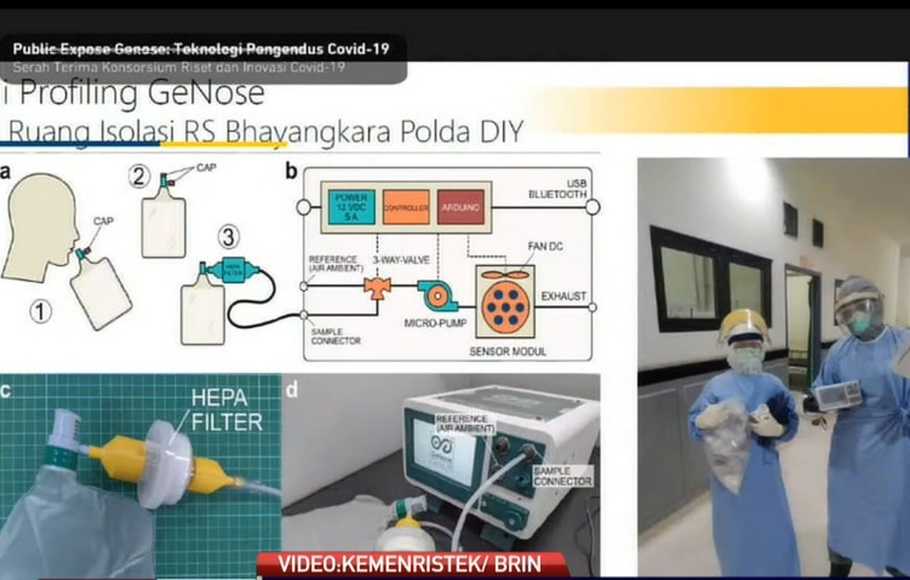 Public Expose Genose: Teknologi Pengendus Covid-19
Serah Terima Konsorsium Riset dan Inovasi Covid-19
i Profiling GeNose
Ruang Isolasi RS Bhayangkara Polda DIY
a
CAP
1
2
CAP
3
HEPA
FILTER
b
POWER
12 VDC
5 A
CONTROLLER
ARDUINO
USB
BLUETOOTH
REFERENCE
(AIR AMBIENT)
3-WAY-VALVE
FAN DC
MICRO-PUMP
EXHAUST
SAMPLE
CONNECTOR
SENSOR MODUL
c
HEPA
FILTER
d
REFERENCE
(AIR AMBIENT)
GeNose
SAMPLE
CONNECTOR
VIDEO:KEMENRISTEK/ BRIN